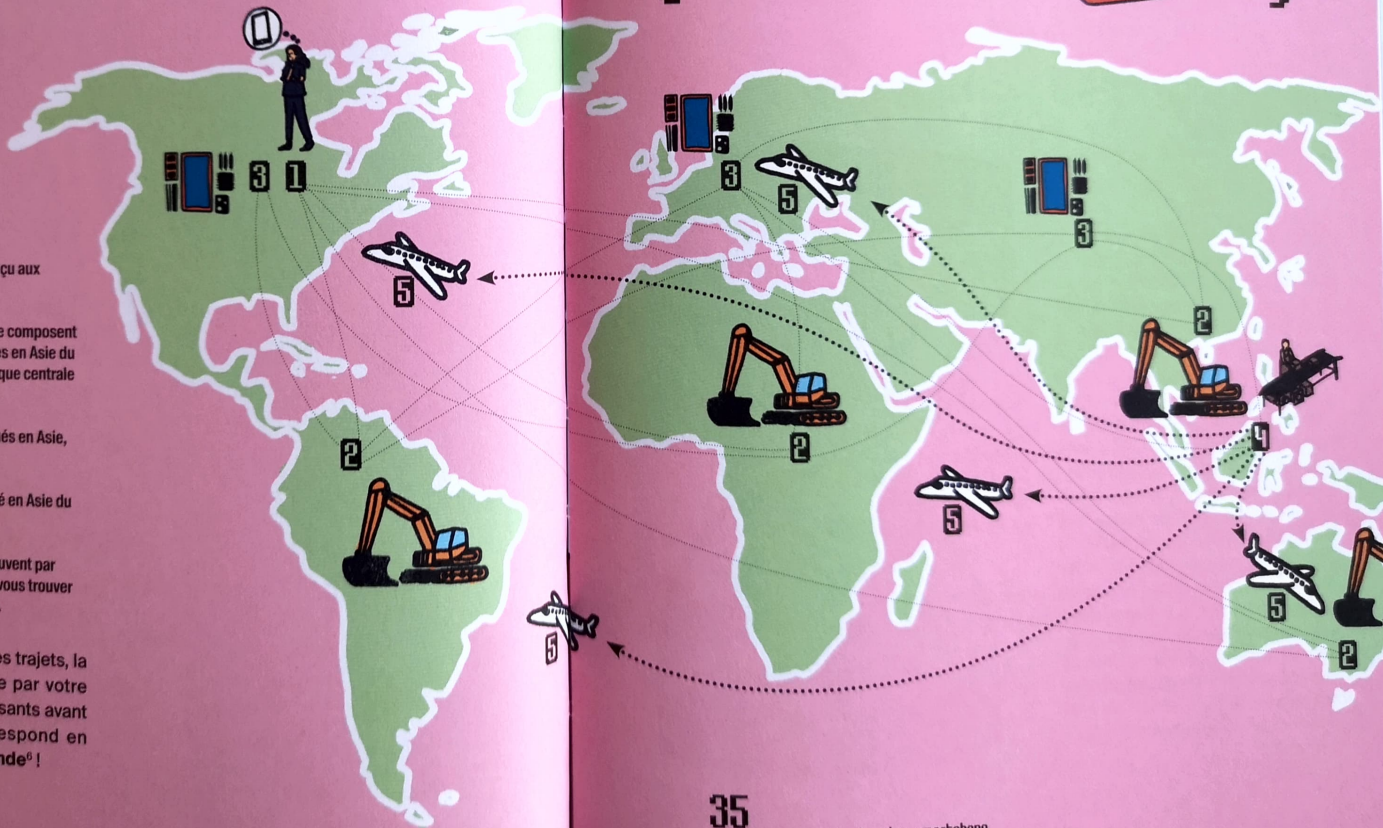 çu aux
composent
s en Asie du
que centrale
és en Asie,
é en Asie du
uvent par
vous trouver
s trajets, la
e par votre
sants avant
espond en
nde⁶ !
3 1
5
2
5
3
5
3
2
2
4
5
5
2
35